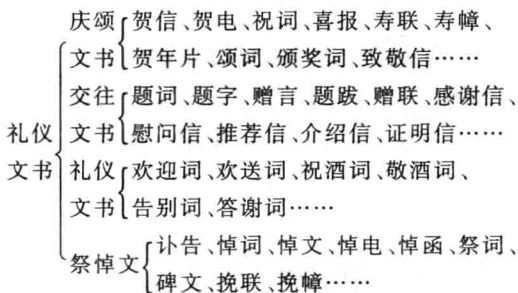 庆颂 贺信、贺电、祝词、喜报、寿联、寿幛、
文书 贺年片、颂词、颁奖词、致敬信……
交往 题词、题字、赠言、题跋、赠联、感谢信、
礼仪 文书 慰问信、推荐信、介绍信、证明信……
文书 礼仪 欢迎词、欢送词、祝酒词、敬酒词、
文书 告别词、答谢词……
祭悼文 讣告、悼词、悼文、悼电、悼函、祭词、
碑文、挽联、挽幛……